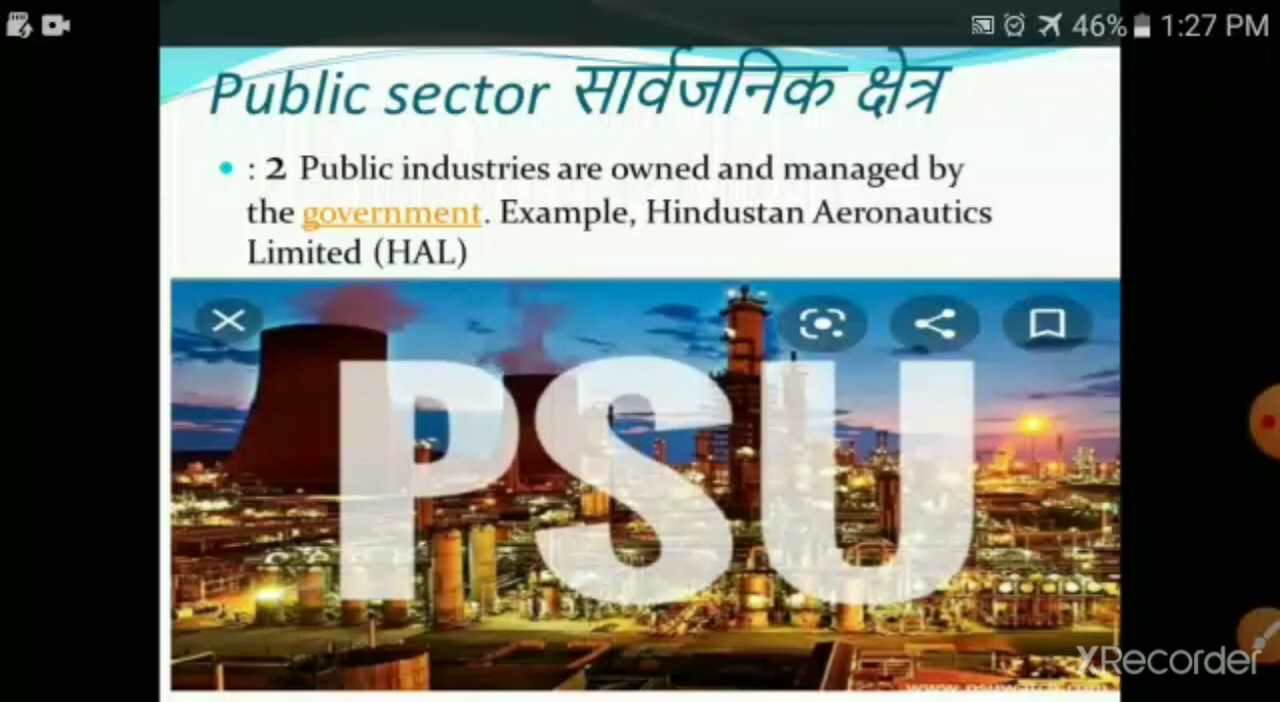 46% 1:27 PM
Public sector सार्वजनिक क्षेत्र
: 2 Public industries are owned and managed by
the government. Example, Hindustan Aeronautics
Limited (HAL)
PSU
XRecorder